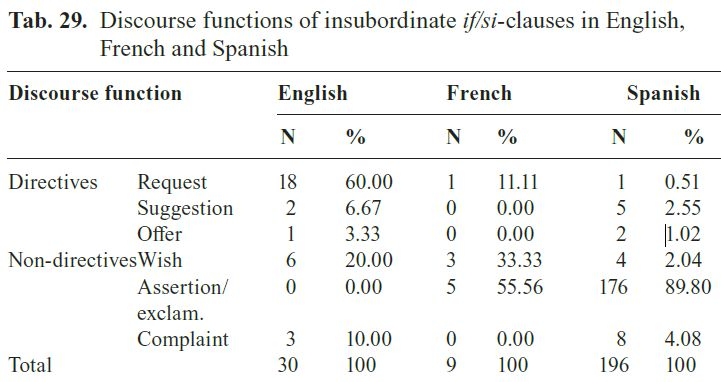 Tab. 29. Discourse functions of insubordinate if/si-clauses in English,
French and Spanish
Discourse function English French Spanish
N % N % N %
Directives Request 18 60.00 1 11.11 1 0.51
Suggestion 2 6.67 0 0.00 5 2.55
Offer 1 3.33 0 0.00 2 1.02
Non-directives Wish 6 20.00 3 33.33 4 2.04
Assertion/ 0 0.00 5 55.56 176 89.80
exclam.
Complaint 3 10.00 0 0.00 8 4.08
Total 30 100 9 100 196 100